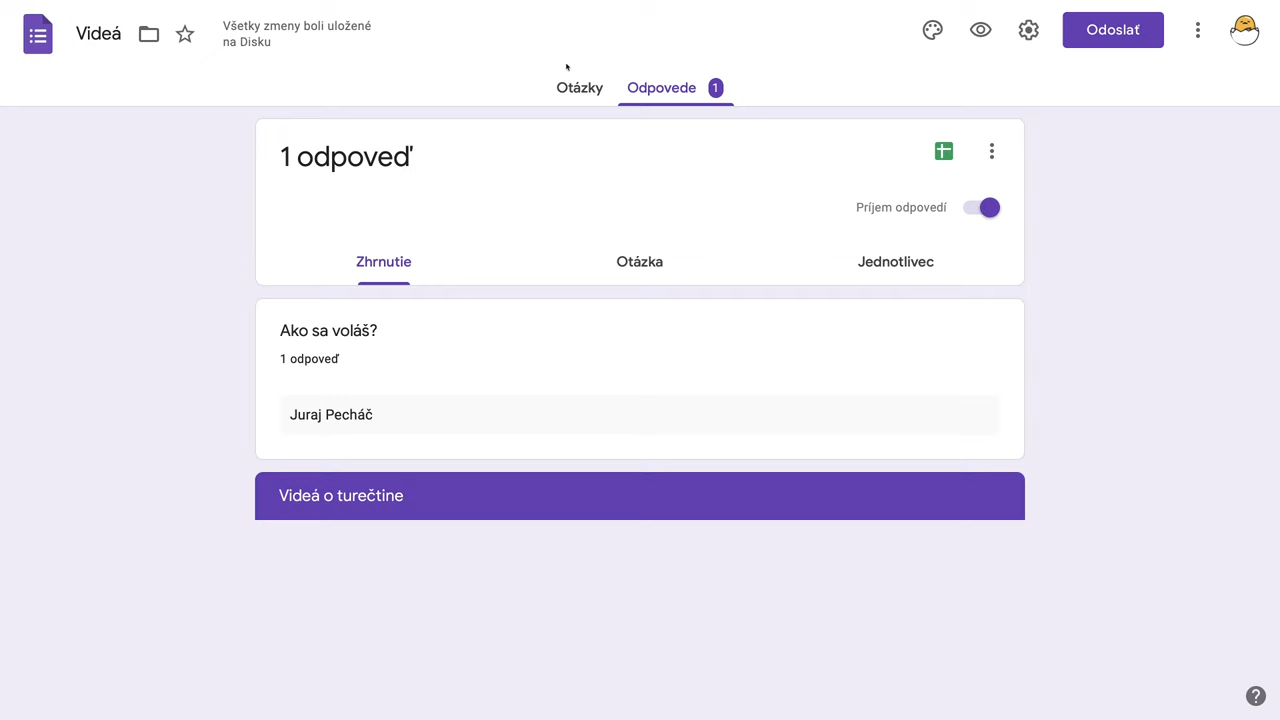 Videá
Všetky zmeny boli uložené
na Disku
Odoslať
Otázky
Odpovede 1
1 odpoveď
Príjem odpovedí
Zhrnutie
Otázka
Jednotlivec
Ako sa voláš?
1 odpoveď
Juraj Pecháč
Videá o turečtine